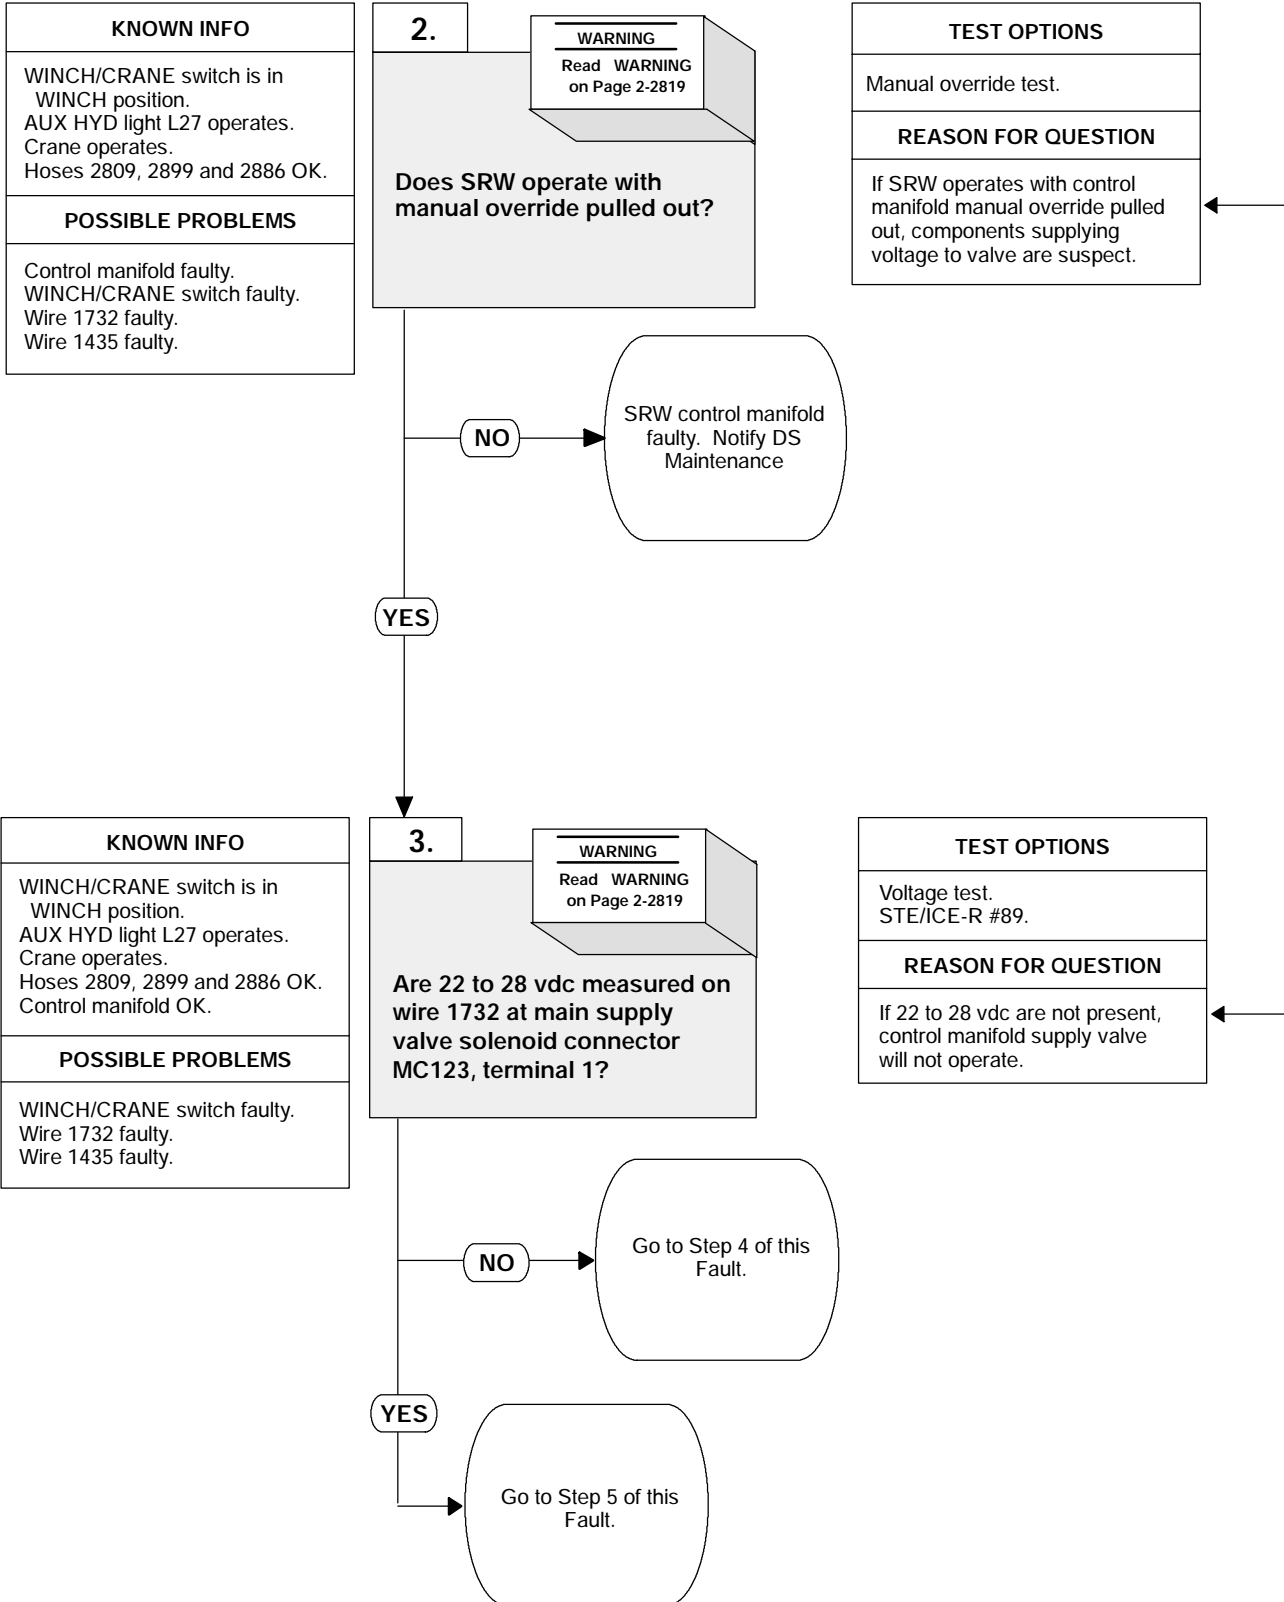 KNOWN INFO
WINCH/CRANE switch is in
WINCH position.
AUX HYD light L27 operates.
Crane operates.
Hoses 2809, 2899 and 2886 OK.
POSSIBLE PROBLEMS
Control manifold faulty.
WINCH/CRANE switch faulty.
Wire 1732 faulty.
Wire 1435 faulty.
2.
WARNING
Read WARNING
on Page 2-2819
Does SRW operate with
manual override pulled out?
TEST OPTIONS
Manual override test.
REASON FOR QUESTION
If SRW operates with control
manifold manual override pulled
out, components supplying
voltage to valve are suspect.
NO
SRW control manifold
faulty. Notify DS
Maintenance
YES
KNOWN INFO
WINCH/CRANE switch is in
WINCH position.
AUX HYD light L27 operates.
Crane operates.
Hoses 2809, 2899 and 2886 OK.
Control manifold OK.
POSSIBLE PROBLEMS
WINCH/CRANE switch faulty.
Wire 1732 faulty.
Wire 1435 faulty.
3.
WARNING
Read WARNING
on Page 2-2819
Are 22 to 28 vdc measured on
wire 1732 at main supply
valve solenoid connector
MC123, terminal 1?
TEST OPTIONS
Voltage test.
STE/ICE-R #89.
REASON FOR QUESTION
If 22 to 28 vdc are not present,
control manifold supply valve
will not operate.
NO
Go to Step 4 of this
Fault.
YES
Go to Step 5 of this
Fault.